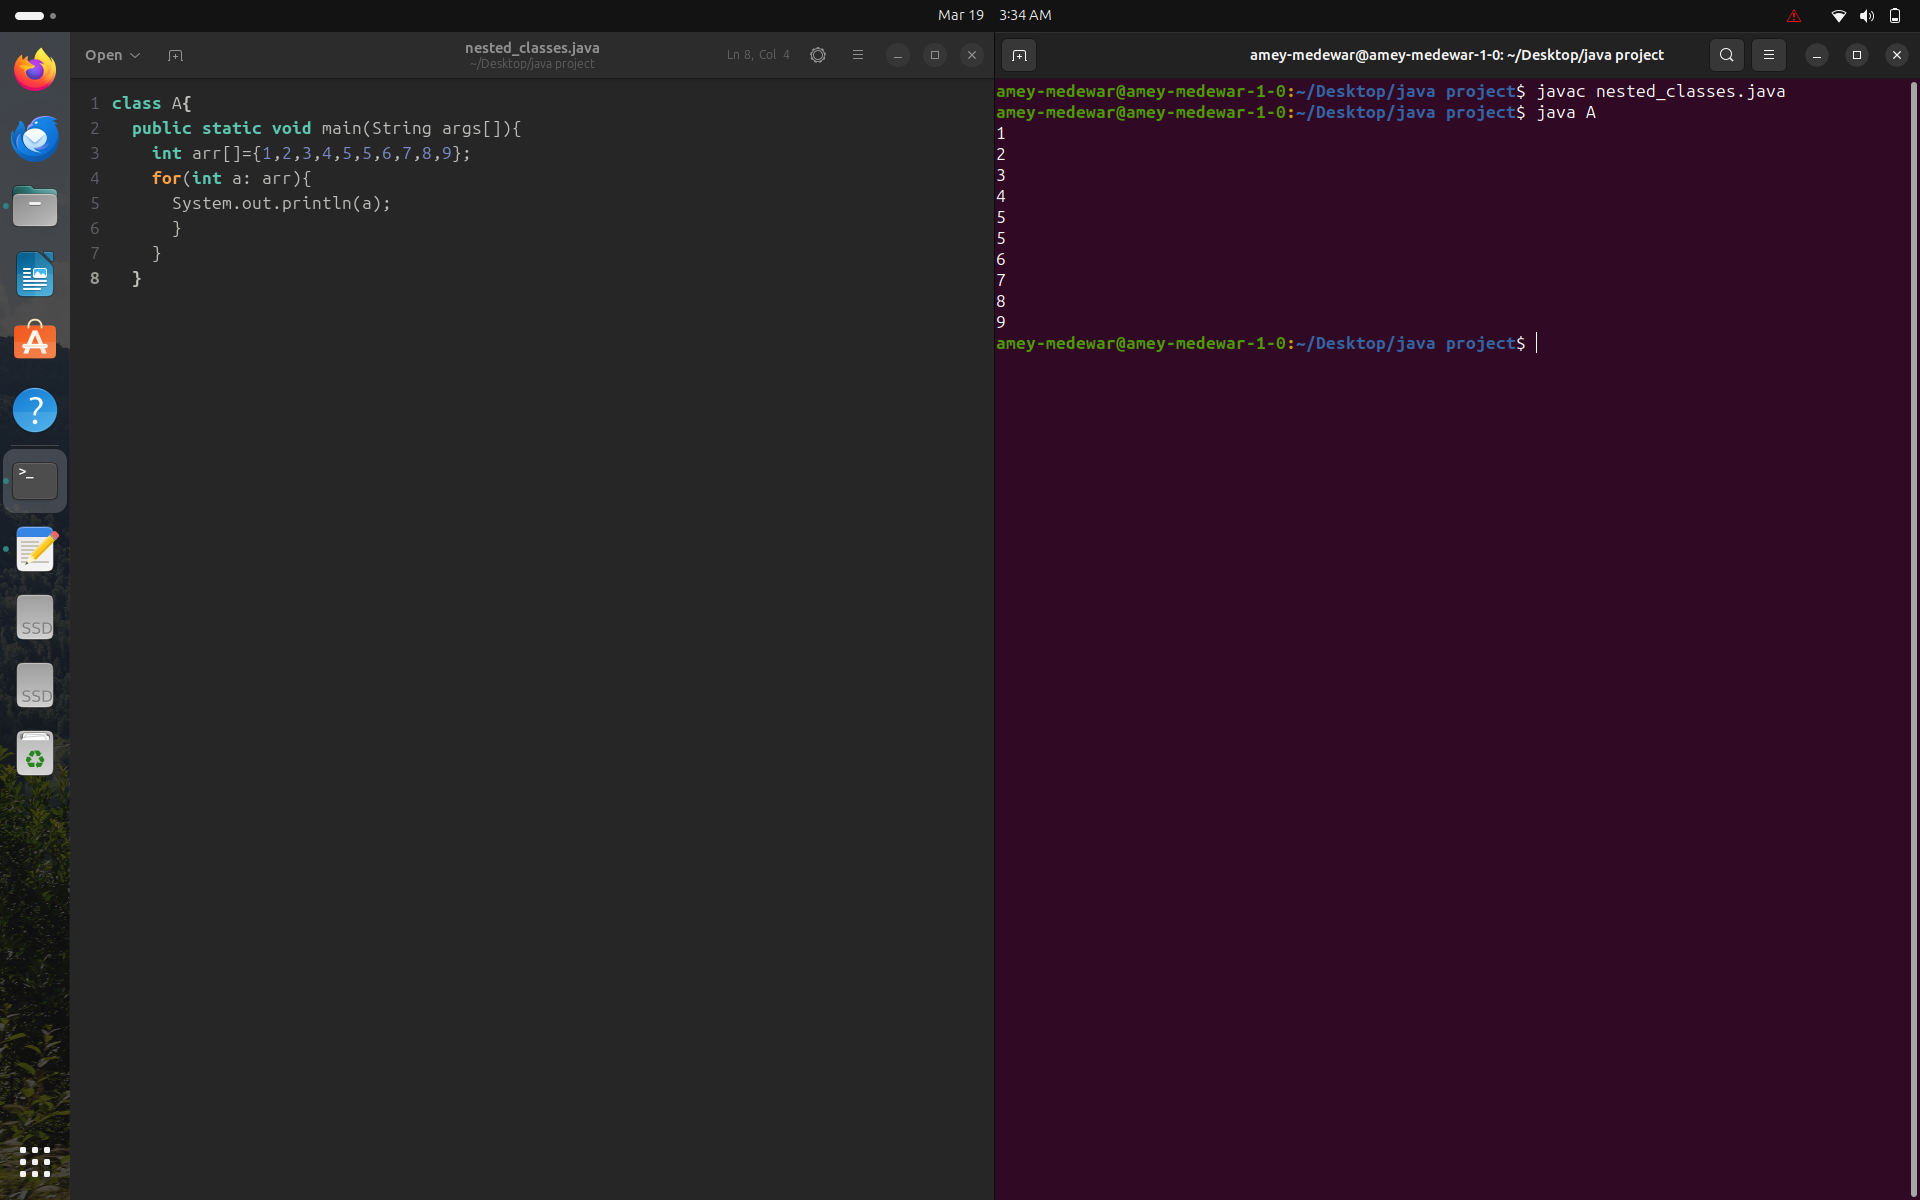 Mar 19 3:34 AM
Open
nested_classes.java
~/Desktop/java project
Ln 8, Col 4
1 class A{
2 public static void main(String args[]){
3 int arr[]={1,2,3,4,5,5,6,7,8,9};
4 for(int a: arr){
5 System.out.println(a);
6 }
7 }
8 }
>_
SSD
SSD
amey-medewar@amey-medewar-1-0: ~/Desktop/java project
amey-medewar@amey-medewar-1-0:~/Desktop/java project$ javac nested_classes.java
amey-medewar@amey-medewar-1-0:~/Desktop/java project$ java A
1
2
3
4
5
5
6
7
8
9
amey-medewar@amey-medewar-1-0:~/Desktop/java project$